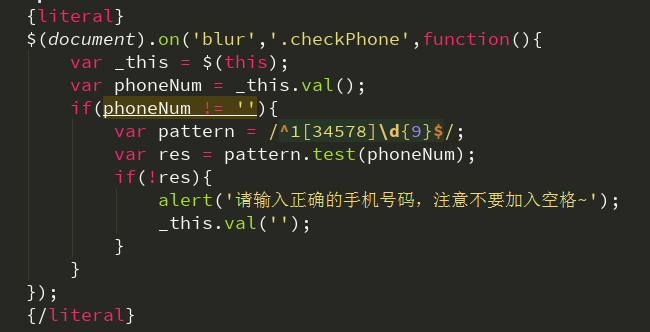 {literal}
$(document).on('blur','.checkPhone',function(){
    var _this = $(this);
    var phoneNum = _this.val();
    if(phoneNum != ''){
        var pattern = /^1[34578]\d{9}$/;
        var res = pattern.test(phoneNum);
        if(!res){
            alert('请输入正确的手机号码，注意不要加入空格~');
            _this.val('');
        }
    }
});
{/literal}